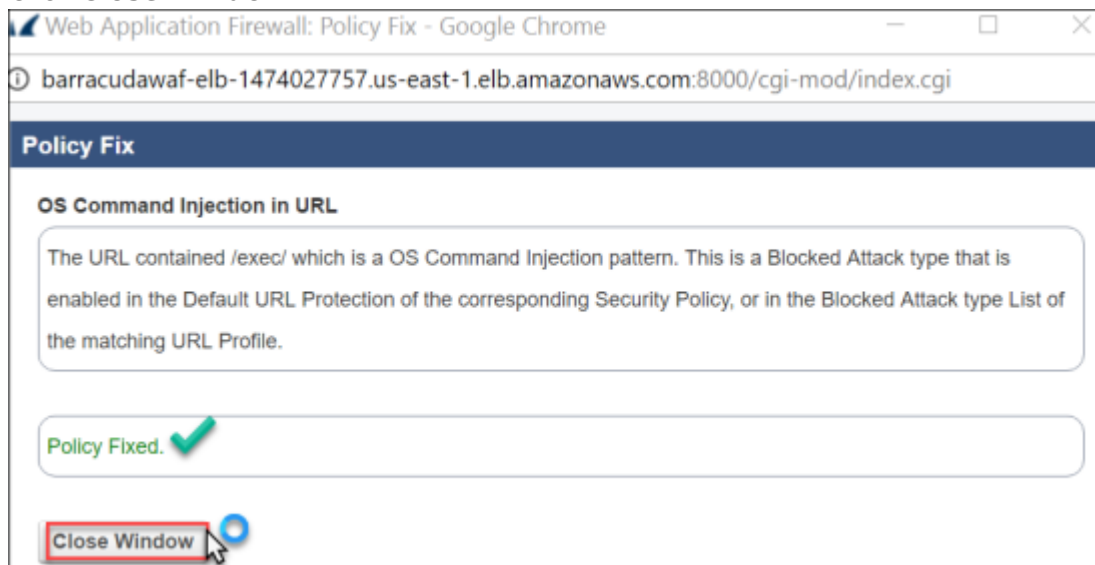 Web Application Firewall: Policy Fix - Google Chrome
barracudawaf-elb-1474027757.us-east-1.elb.amazonaws.com:8000/cgi-mod/index.cgi
Policy Fix
OS Command Injection in URL
The URL contained /exec/ which is a OS Command Injection pattern. This is a Blocked Attack type that is
enabled in the Default URL Protection of the corresponding Security Policy, or in the Blocked Attack type List of
the matching URL Profile.
Policy Fixed.
Close Window